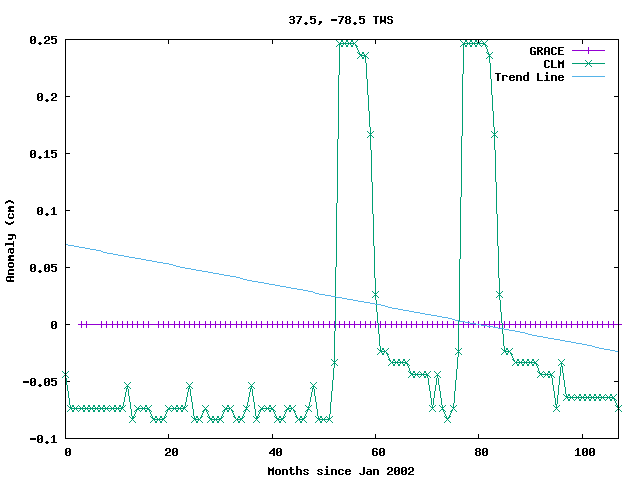 37.5, -78.5 TWS
GRACE
CLM
Trend Line
0.25
0.2
0.15
0.1
0.05
0
-0.05
-0.1
Anomaly (cm)
0 20 40 60 80 100
Months since Jan 2002